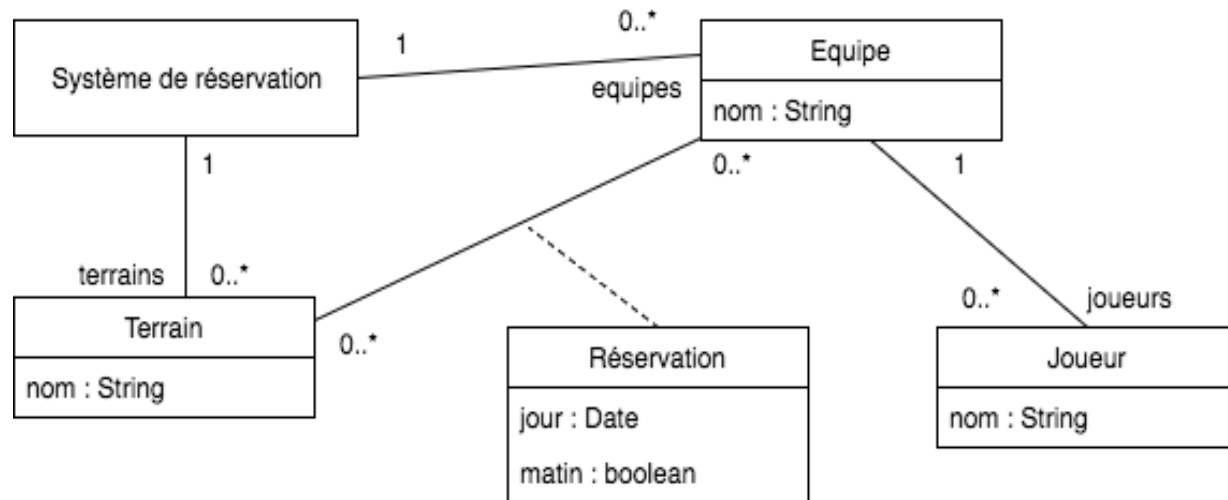 Système de réservation
1
0..*
equipes
Equipe
nom : String
1
0..*
1
terrains
0..*
Terrain
nom : String
0..*
Réservation
jour : Date
matin : boolean
0..*
joueurs
Joueur
nom : String